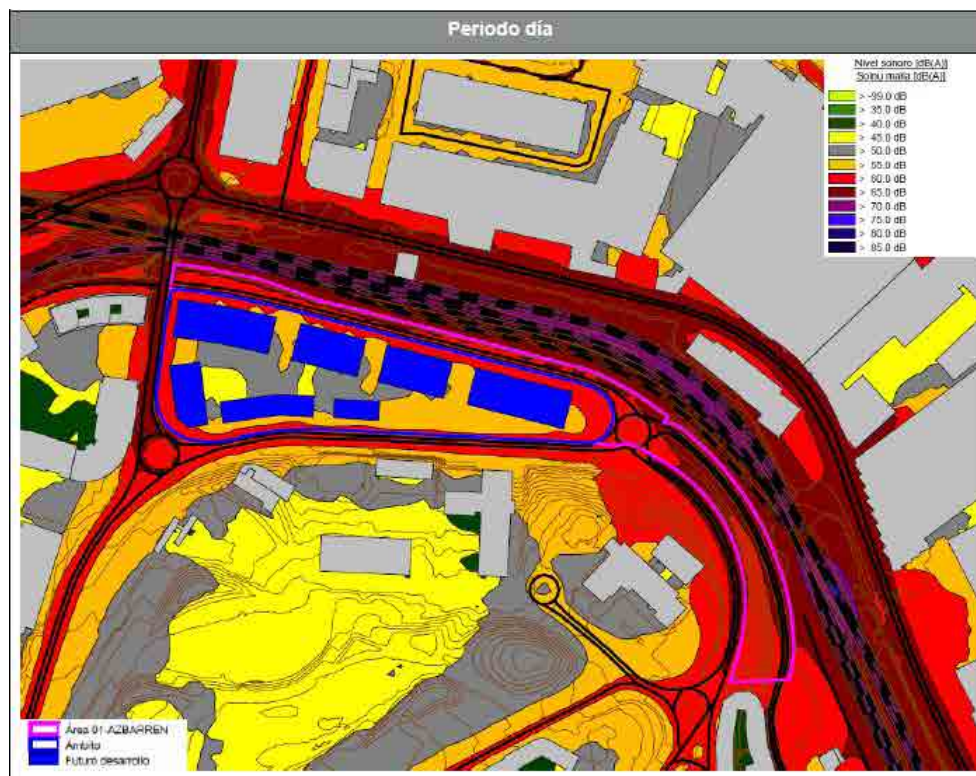 Periodo día
Nivel sonoro [dB(A)]
Solnu malla [dB(A)]
> -99.0 dB
> 35.0 dB
> 40.0 dB
> 45.0 dB
> 50.0 dB
> 55.0 dB
> 60.0 dB
> 65.0 dB
> 70.0 dB
> 75.0 dB
> 80.0 dB
> 85.0 dB
Área 01-AZBARREN
Ámbito
Futuro desarrollo